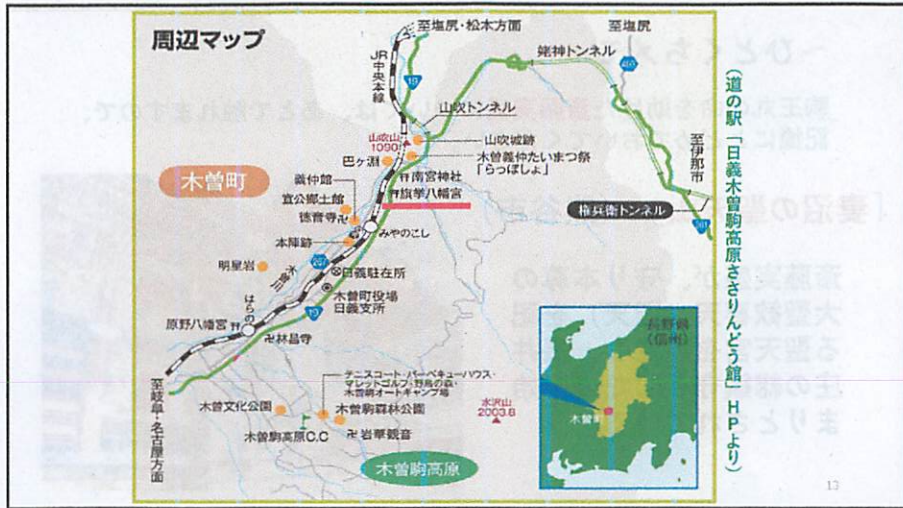 周辺マップ
至塩尻・松本方面
至塩尻
姥神トンネル
JR中央本線
19
山吹トンネル
山吹山
1090
山吹城跡
木曽義仲たいまつ祭
「らっぽしょ」
巴ヶ淵
南宮神社
旗挙八幡宮
至伊那市
権兵衛トンネル
木曽町
義仲館
宣公郷土館
徳音寺卍
本陣跡
みやのこし
明星岩
木曽川
日義駐在所
木曽町役場
日義支所
はらの
原野八幡宮
19
卍林昌寺
至岐阜・名古屋方面
テニスコート・バーベキューハウス・
マレットゴルフ・野鳥の森・
木曽駒オートキャンプ場
木曽文化公園
木曽駒森林公園
木曽駒高原C.C
卍岩華観音
水沢山
2003.8
木曽駒高原
長野県
(信州)
木曽町
(道の駅「日義木曽駒高原ささりんどう館」HPより)
13